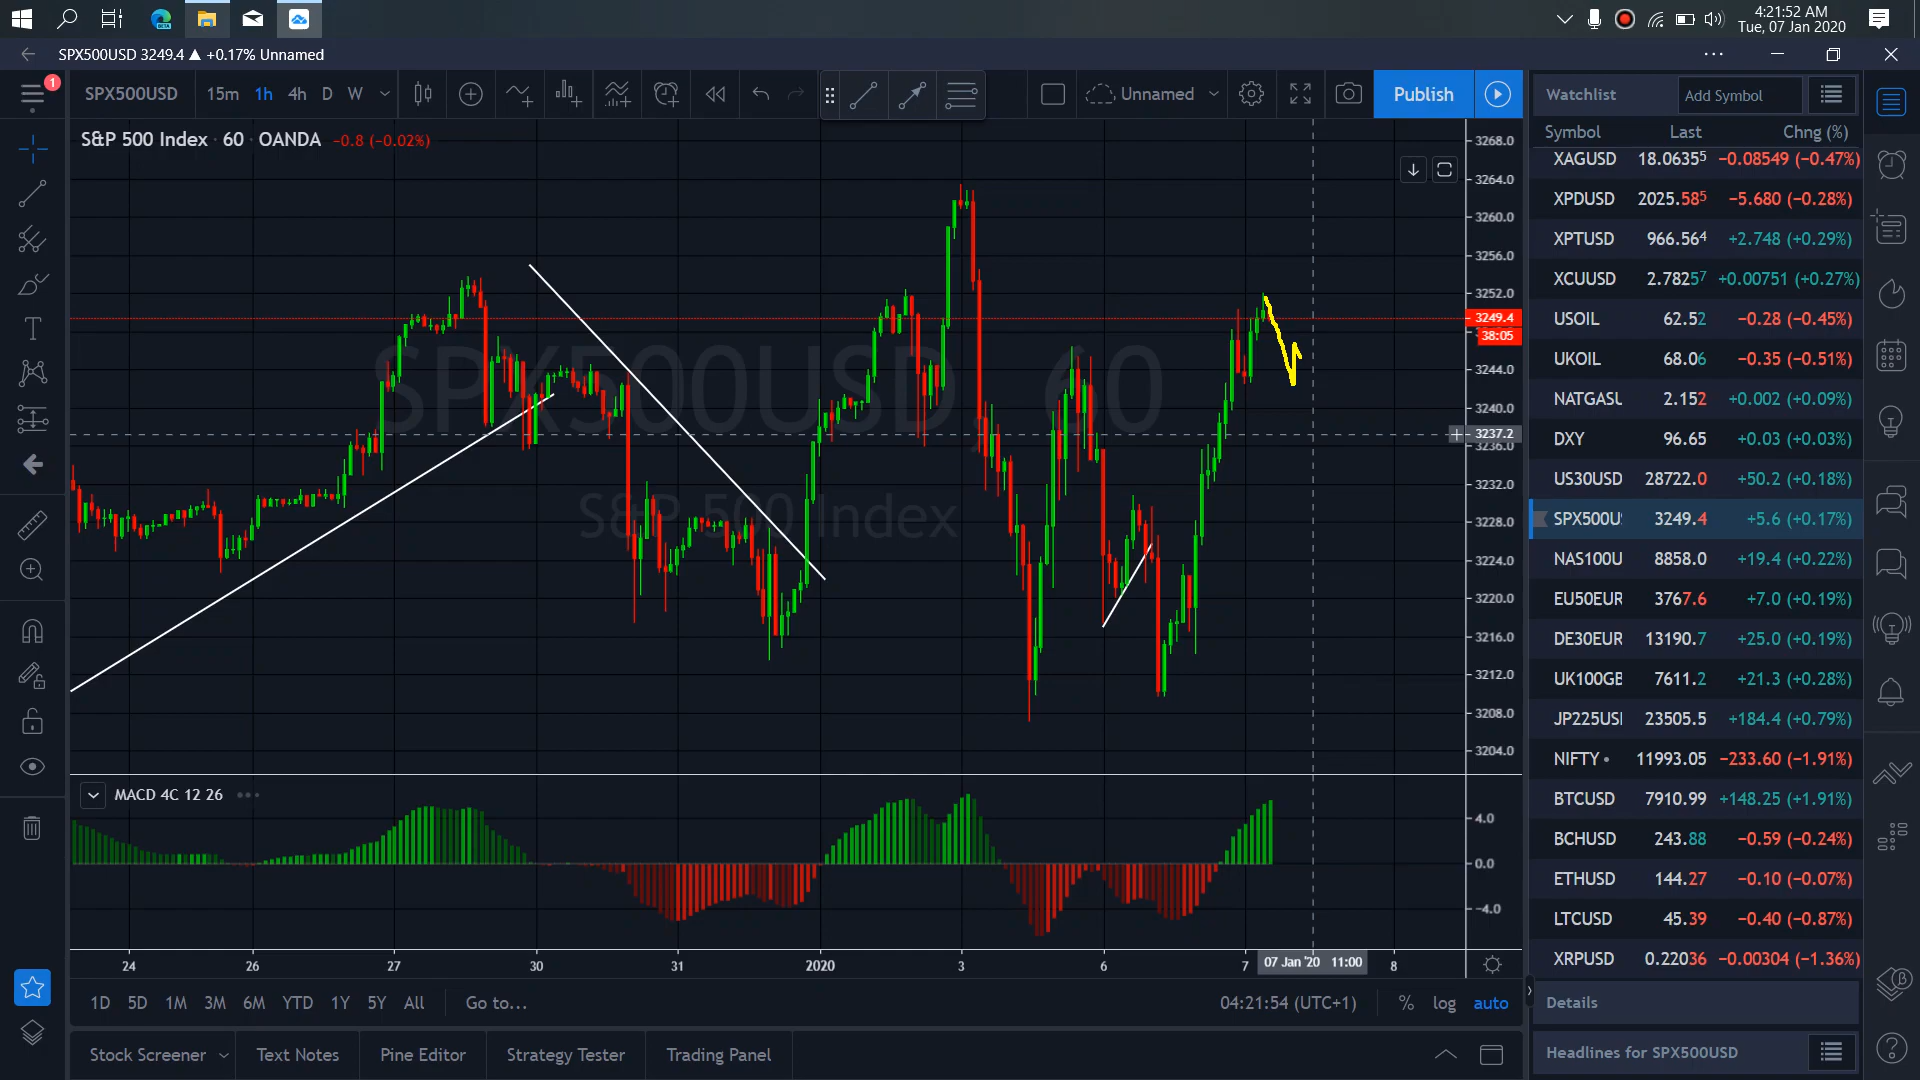 4:21:52 AM
Tue, 07 Jan 2020
SPX500USD 3249.4 ▲ +0.17% Unnamed
1
SPX500USD 15m 1h 4h D W
Unnamed
Publish
Watchlist
Add Symbol
S&P 500 Index · 60 · OANDA −0.8 (−0.02%)
Symbol Last Chng (%)
XAGUSD 18.0635⁵ −0.08549 (−0.47%)
XPDUSD 2025.58⁵ −5.680 (−0.28%)
XPTUSD 966.56⁴ +2.748 (+0.29%)
XCUUSD 2.7825⁷ +0.00751 (+0.27%)
USOIL 62.52 −0.28 (−0.45%)
UKOIL 68.06 −0.35 (−0.51%)
NATGASU 2.152 +0.002 (+0.09%)
DXY 96.65 +0.03 (+0.03%)
US30USD 28722.0 +50.2 (+0.18%)
SPX500U 3249.4 +5.6 (+0.17%)
NAS100U 8858.0 +19.4 (+0.22%)
EU50EUR 3767.6 +7.0 (+0.19%)
DE30EUR 13190.7 +25.0 (+0.19%)
UK100GB 7611.2 +21.3 (+0.28%)
JP225USI 23505.5 +184.4 (+0.79%)
NIFTY • 11993.05 −233.60 (−1.91%)
BTCUSD 7910.99 +148.25 (+1.91%)
BCHUSD 243.88 −0.59 (−0.24%)
ETHUSD 144.27 −0.10 (−0.07%)
LTCUSD 45.39 −0.40 (−0.87%)
XRPUSD 0.22036 −0.00304 (−1.36%)
Details
Headlines for SPX500USD
3268.0
3264.0
3260.0
3256.0
3252.0
3249.4
38:05
3244.0
3240.0
3237.2
3236.0
3232.0
3228.0
3224.0
3220.0
3216.0
3212.0
3208.0
3204.0
SPX500USD, 60
S&P 500 Index
MACD 4C 12 26
4.0
0.0
−4.0
24 26 27 30 31 2020 3 6 7 07 Jan '20 11:00 8
1D 5D 1M 3M 6M YTD 1Y 5Y All Go to...
04:21:54 (UTC+1) % log auto
Stock Screener Text Notes Pine Editor Strategy Tester Trading Panel